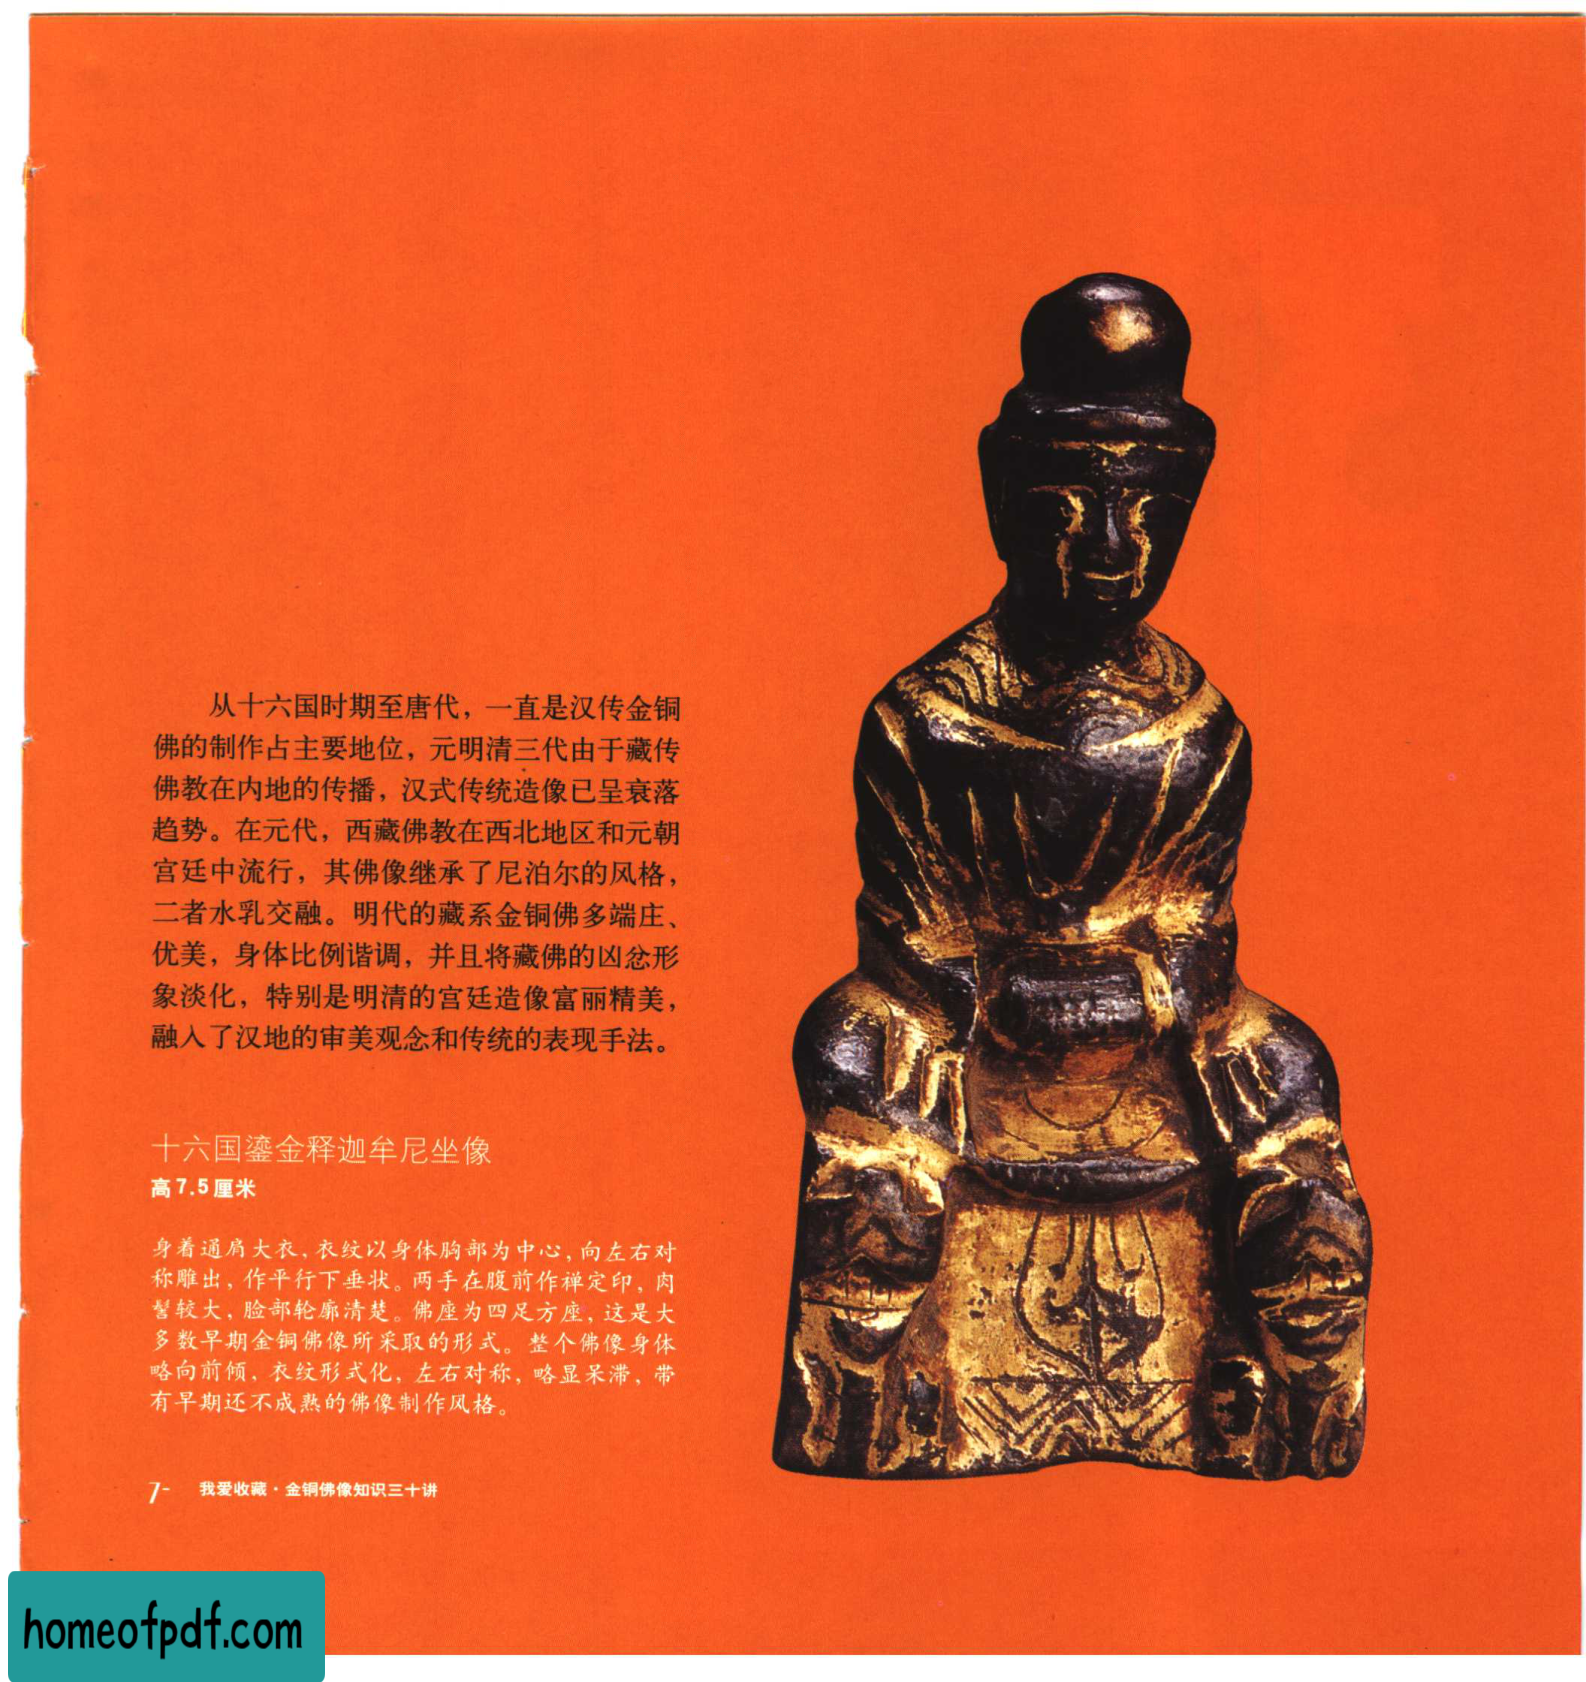 从十六国时期至唐代，一直是汉传金铜
佛的制作占主要地位，元明清三代由于藏传
佛教在内地的传播，汉式传统造像已呈衰落
趋势。在元代，西藏佛教在西北地区和元朝
宫廷中流行，其佛像继承了尼泊尔的风格，
二者水乳交融。明代的藏系金铜佛多端庄、
优美，身体比例谐调，并且将藏佛的凶忿形
象淡化，特别是明清的宫廷造像富丽精美，
融入了汉地的审美观念和传统的表现手法。
十六国鎏金释迦牟尼坐像
高7.5厘米
身着通肩大衣，衣纹以身体胸部为中心，向左右对
称雕出，作平行下垂状。两手在腹前作禅定印，肉
髻较大，脸部轮廓清楚。佛座为四足方座，这是大
多数早期金铜佛像所采取的形式。整个佛像身体
略向前倾，衣纹形式化，左右对称，略显呆滞，带
有早期还不成熟的佛像制作风格。
7- 我爱收藏·金铜佛像知识三十讲
homeofpdf.com